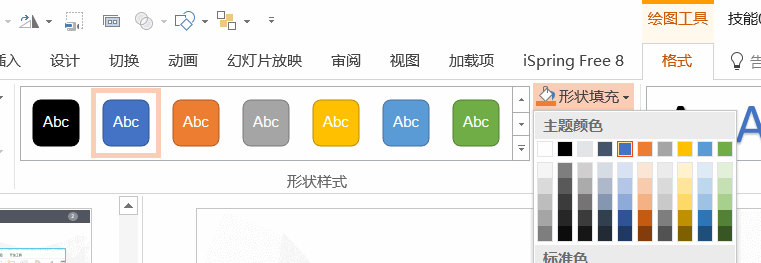 绘图工具 技能
插入 设计 切换 动画 幻灯片放映 审阅 视图 加载项 iSpring Free 8 格式 告
Abc Abc Abc Abc Abc Abc Abc 形状填充 A
主题颜色
形状样式
2
标准色